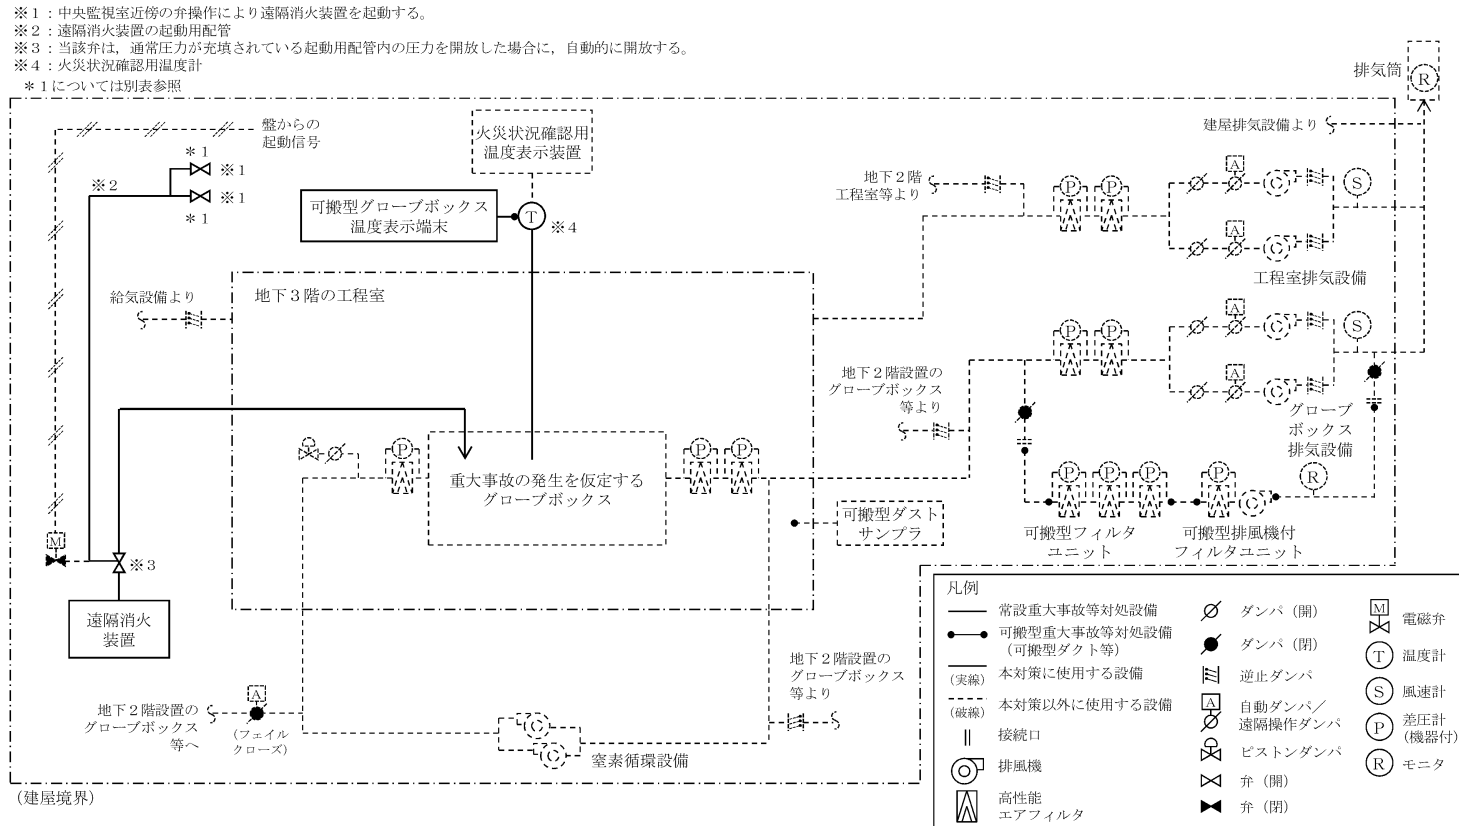 ※1：中央監視室近傍の弁操作により遠隔消火装置を起動する。
※2：遠隔消火装置の起動用配管
※3：当該弁は，通常圧力が充填されている起動用配管内の圧力を開放した場合に，自動的に開放する。
※4：火災状況確認用温度計
＊1については別表参照
排気筒
R
盤からの
起動信号
＊1
※1
※2
※1
＊1
火災状況確認用
温度表示装置
可搬型グローブボックス
温度表示端末
T
※4
建屋排気設備より
地下2階
工程室等より
P
P
A
A
S
工程室排気設備
給気設備より
地下3階の工程室
P
P
A
A
S
地下2階設置の
グローブボックス
等より
グローブ
ボックス
排気設備
P
重大事故の発生を仮定する
グローブボックス
P
P
可搬型ダスト
サンプラ
P
P
P
P
R
可搬型フィルタ
ユニット
可搬型排風機付
フィルタユニット
M
※3
遠隔消火
装置
地下2階設置の
グローブボックス
等へ
A
(フェイル
クローズ)
窒素循環設備
地下2階設置の
グローブボックス
等より
(建屋境界)
凡例
常設重大事故等対処設備
可搬型重大事故等対処設備
(可搬型ダクト等)
(実線)
本対策に使用する設備
(破線)
本対策以外に使用する設備
接続口
排風機
高性能
エアフィルタ
ダンパ（開）
ダンパ（閉）
逆止ダンパ
A
自動ダンパ／
遠隔操作ダンパ
ピストンダンパ
弁（開）
弁（閉）
M
電磁弁
T
温度計
S
風速計
P
差圧計
(機器付)
R
モニタ